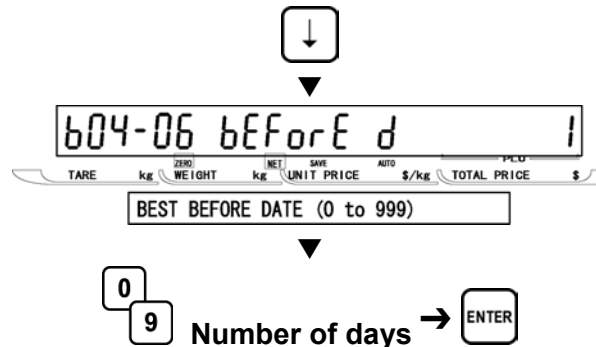 ↓
b04-06 bEForE d 1
ZERO NET SAVE AUTO PLU
TARE kg WEIGHT kg UNIT PRICE $/kg TOTAL PRICE $
BEST BEFORE DATE (0 to 999)
0
9 Number of days → ENTER